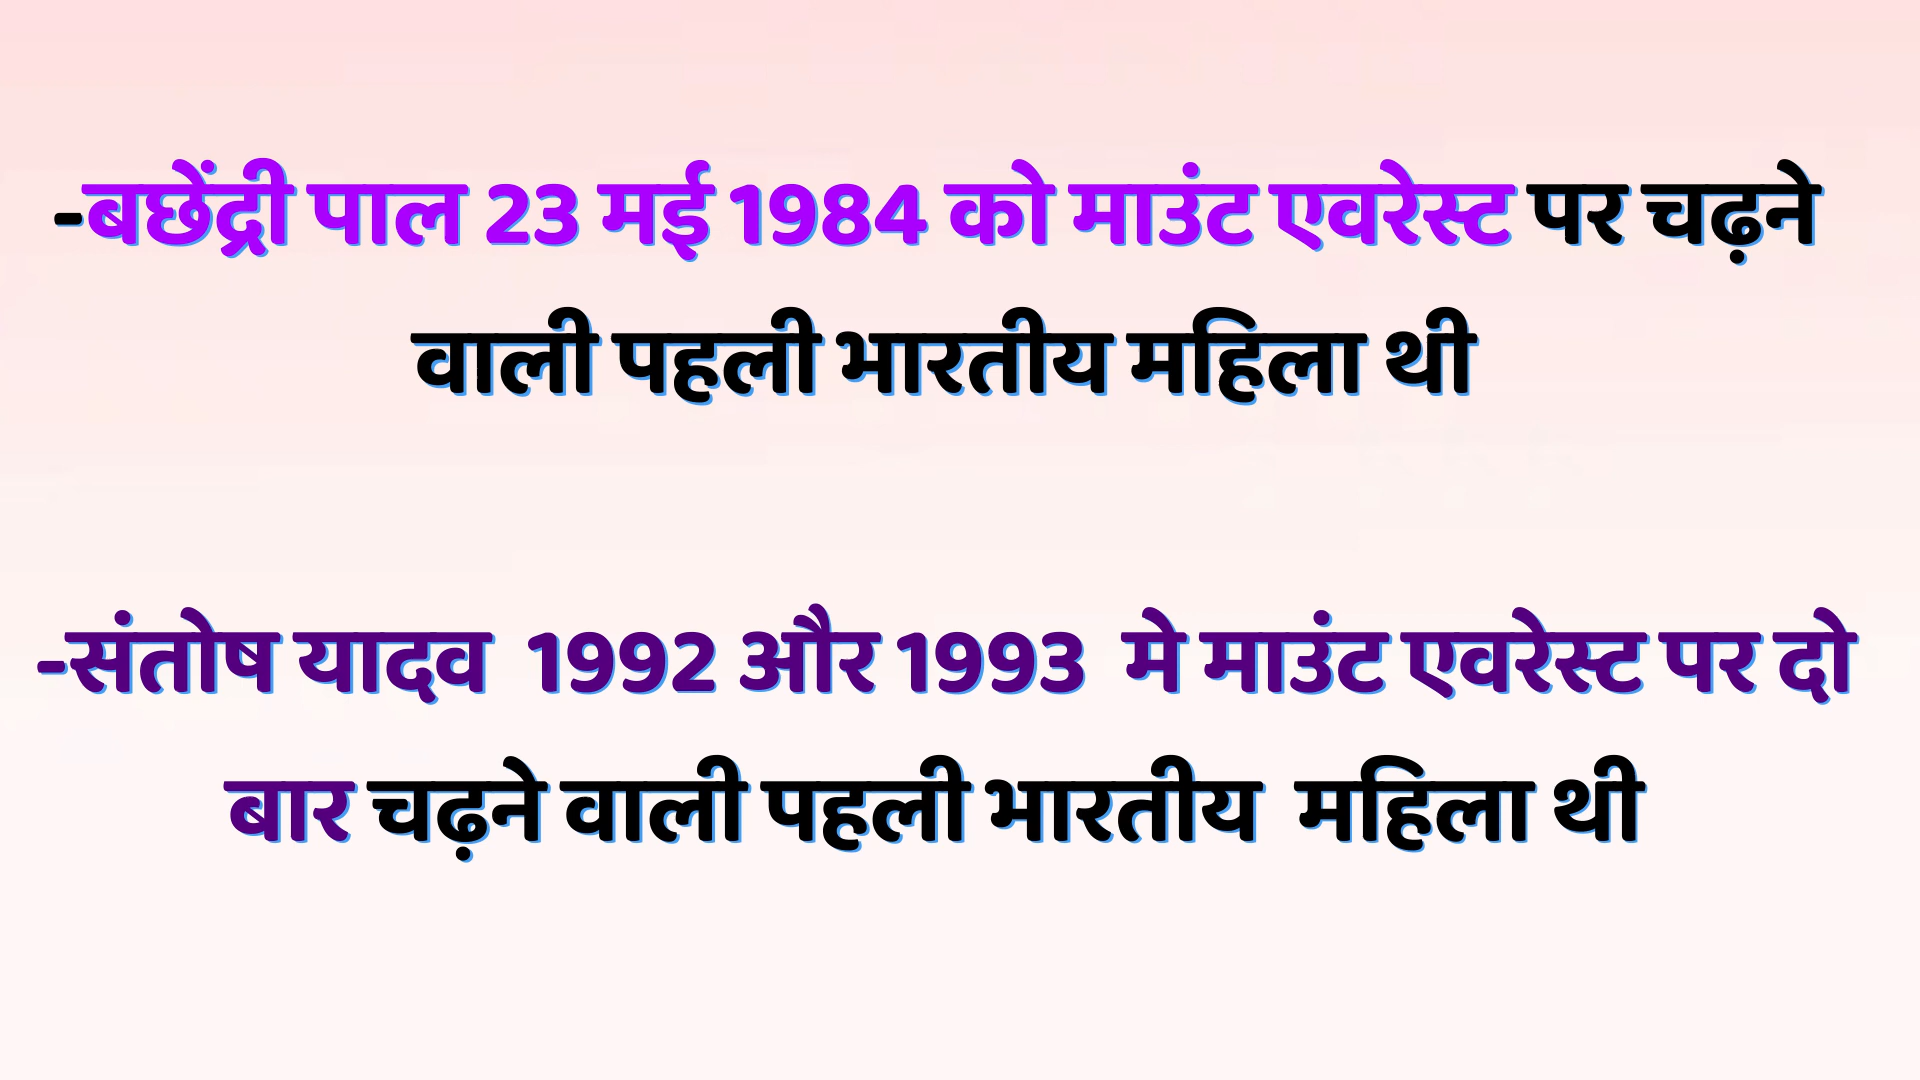 -बछेंद्री पाल 23 मई 1984 को माउंट एवरेस्ट पर चढ़ने
वाली पहली भारतीय महिला थी
-संतोष यादव 1992 और 1993 मे माउंट एवरेस्ट पर दो
बार चढ़ने वाली पहली भारतीय महिला थी